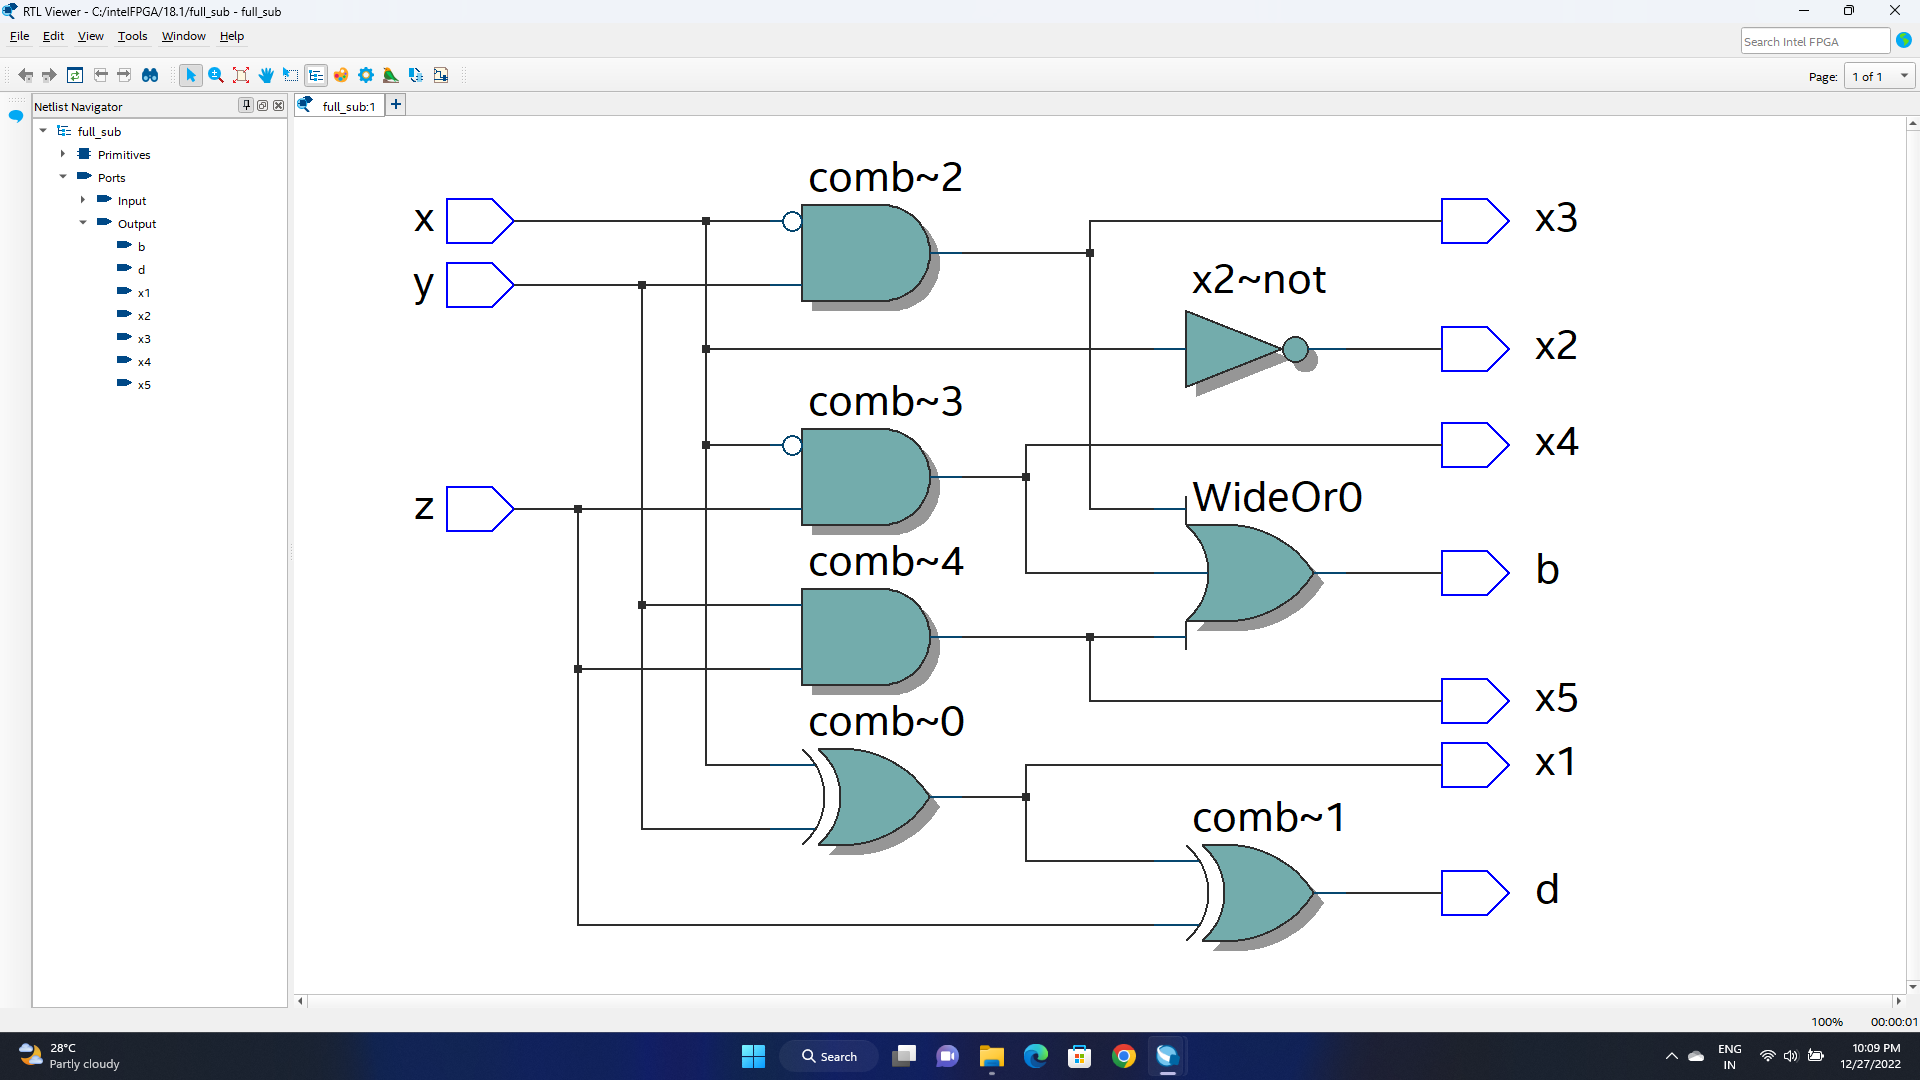 RTL Viewer - C:/intelFPGA/18.1/full_sub - full_sub
File Edit View Tools Window Help
Search Intel FPGA
Page: 1 of 1
Netlist Navigator
full_sub:1
full_sub
Primitives
Ports
Input
Output
b
d
x1
x2
x3
x4
x5
comb~2
x
x3
y
x2~not
x2
comb~3
x4
z
WideOr0
comb~4
b
x5
comb~0
x1
comb~1
d
100% 00:00:01
28°C
Partly cloudy
Search
ENG
IN
10:09 PM
12/27/2022